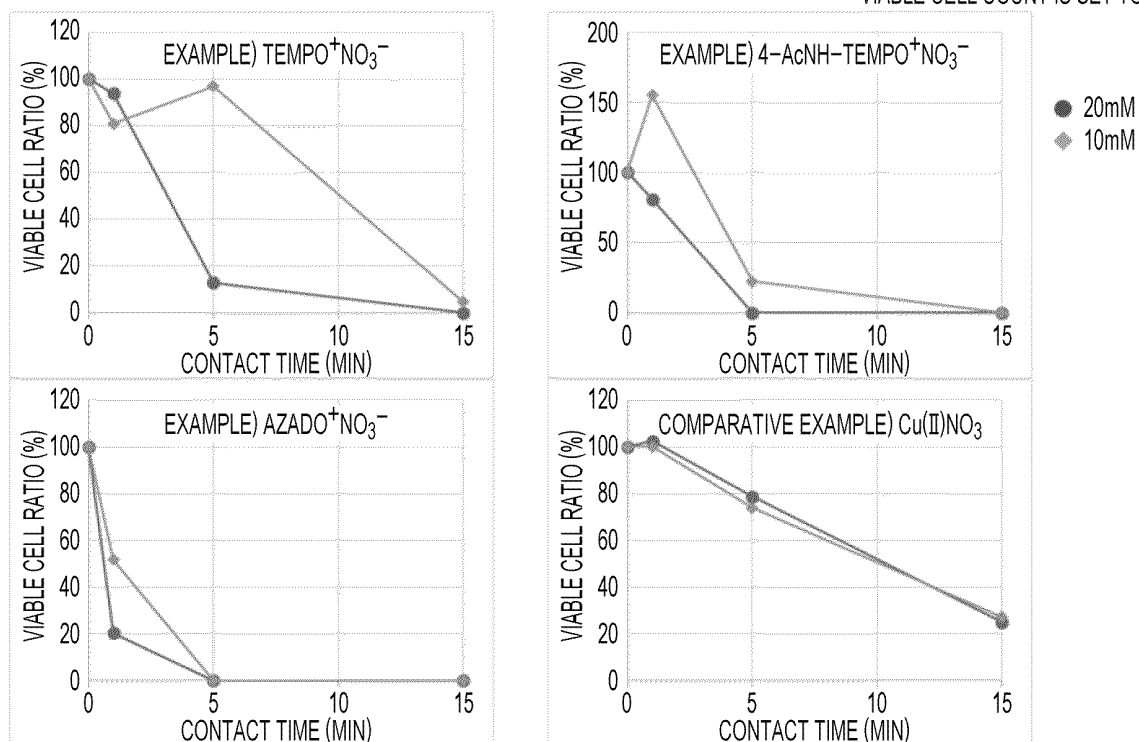 120
EXAMPLE) TEMPO⁺NO₃⁻
100
80
60
40
20
0
VIABLE CELL RATIO (%)
0 5 10 15
CONTACT TIME (MIN)
200
EXAMPLE) 4-AcNH-TEMPO⁺NO₃⁻
150
100
50
0
VIABLE CELL RATIO (%)
0 5 10 15
CONTACT TIME (MIN)
20mM
10mM
120
EXAMPLE) AZADO⁺NO₃⁻
100
80
60
40
20
0
VIABLE CELL RATIO (%)
0 5 10 15
CONTACT TIME (MIN)
120
COMPARATIVE EXAMPLE) Cu(II)NO₃
100
80
60
40
20
0
VIABLE CELL RATIO (%)
0 5 10 15
CONTACT TIME (MIN)